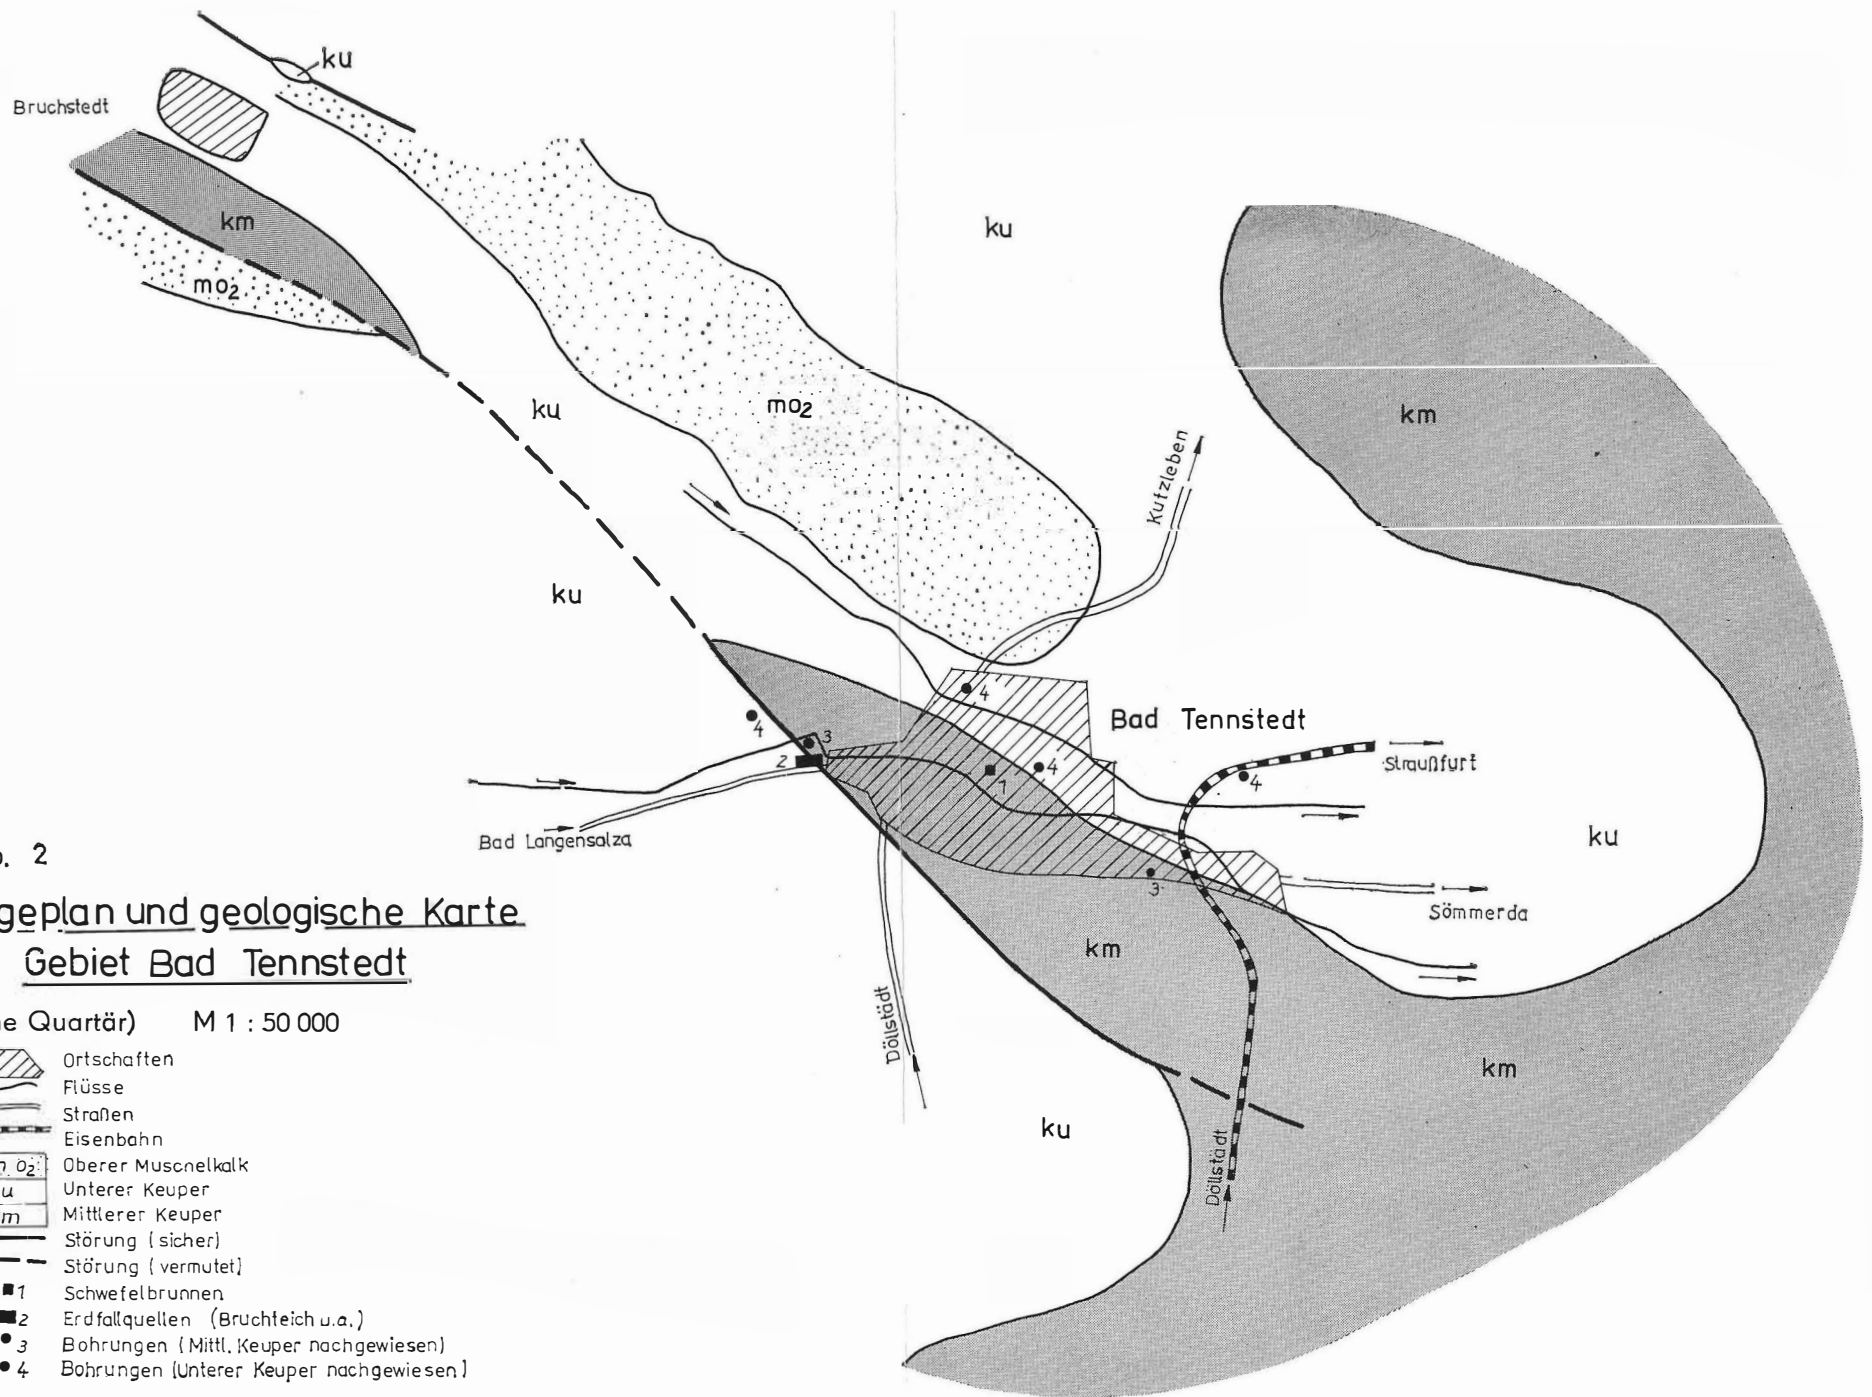 ku
Bruchstedt
km
mo2
ku
ku
mo2
km
Kutzleben
ku
4
Bad Tennstedt
4
3
2
1
4
4
Straußfurt
Bad Langensalza
ku
3
Sömmerda
km
Döllstädt
km
ku
Döllstädt
. 2
geplan und geologische Karte
Gebiet Bad Tennstedt
e Quartär) M 1 : 50 000
Ortschaften
Flüsse
Straßen
Eisenbahn
o2 Oberer Muschelkalk
u Unterer Keuper
m Mittlerer Keuper
Störung (sicher)
Störung (vermutet)
1 Schwefelbrunnen
2 Erdfallquellen (Bruchteich u.a.)
3 Bohrungen (Mittl. Keuper nachgewiesen)
4 Bohrungen (Unterer Keuper nachgewiesen)